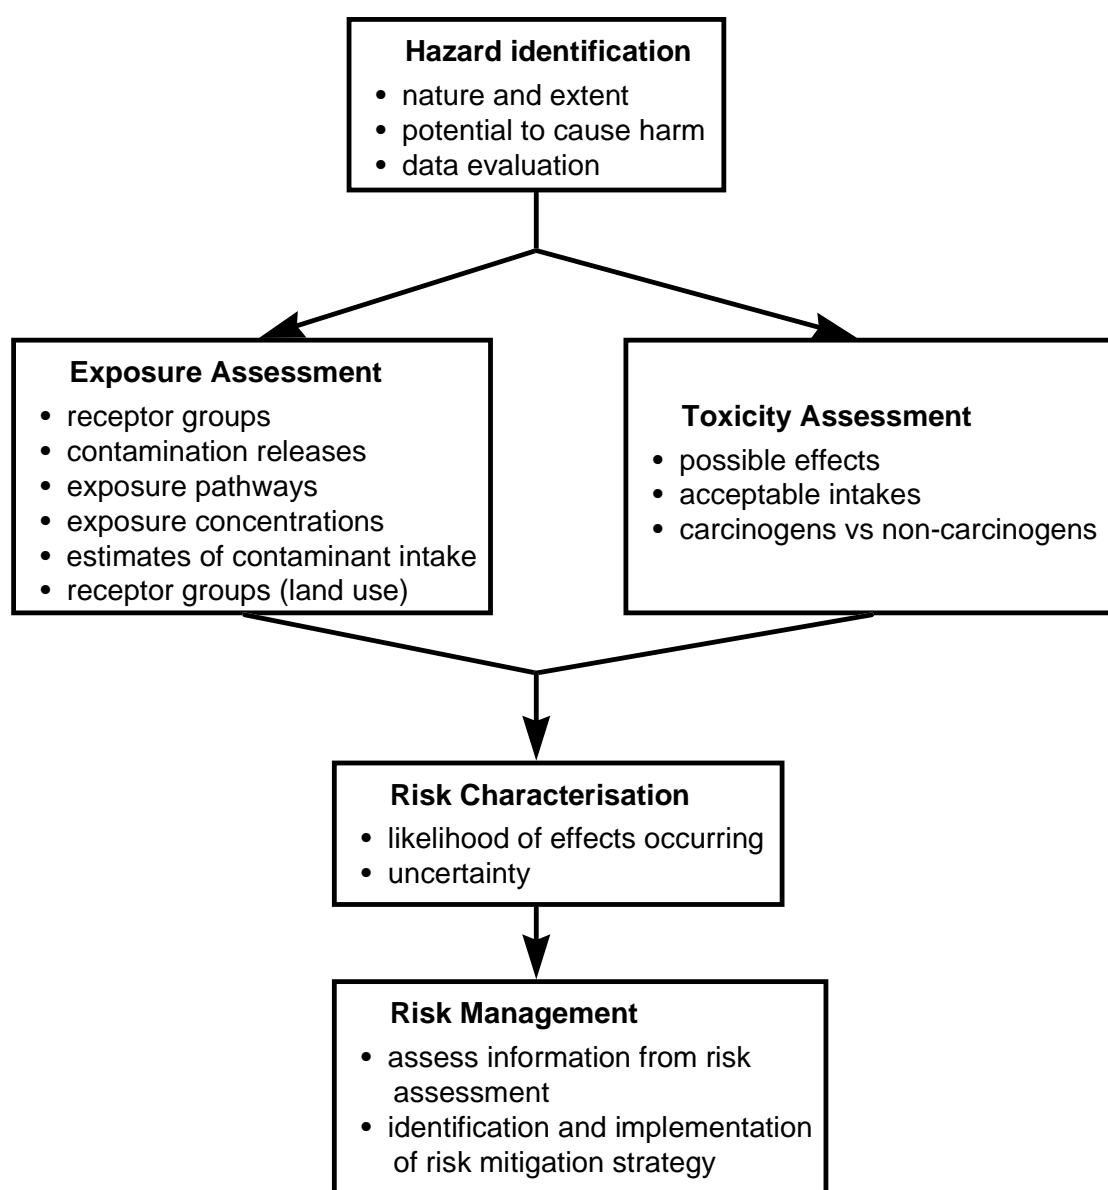 Hazard identification
• nature and extent
• potential to cause harm
• data evaluation
Exposure Assessment
• receptor groups
• contamination releases
• exposure pathways
• exposure concentrations
• estimates of contaminant intake
• receptor groups (land use)
Toxicity Assessment
• possible effects
• acceptable intakes
• carcinogens vs non-carcinogens
Risk Characterisation
• likelihood of effects occurring
• uncertainty
Risk Management
• assess information from risk
assessment
• identification and implementation
of risk mitigation strategy